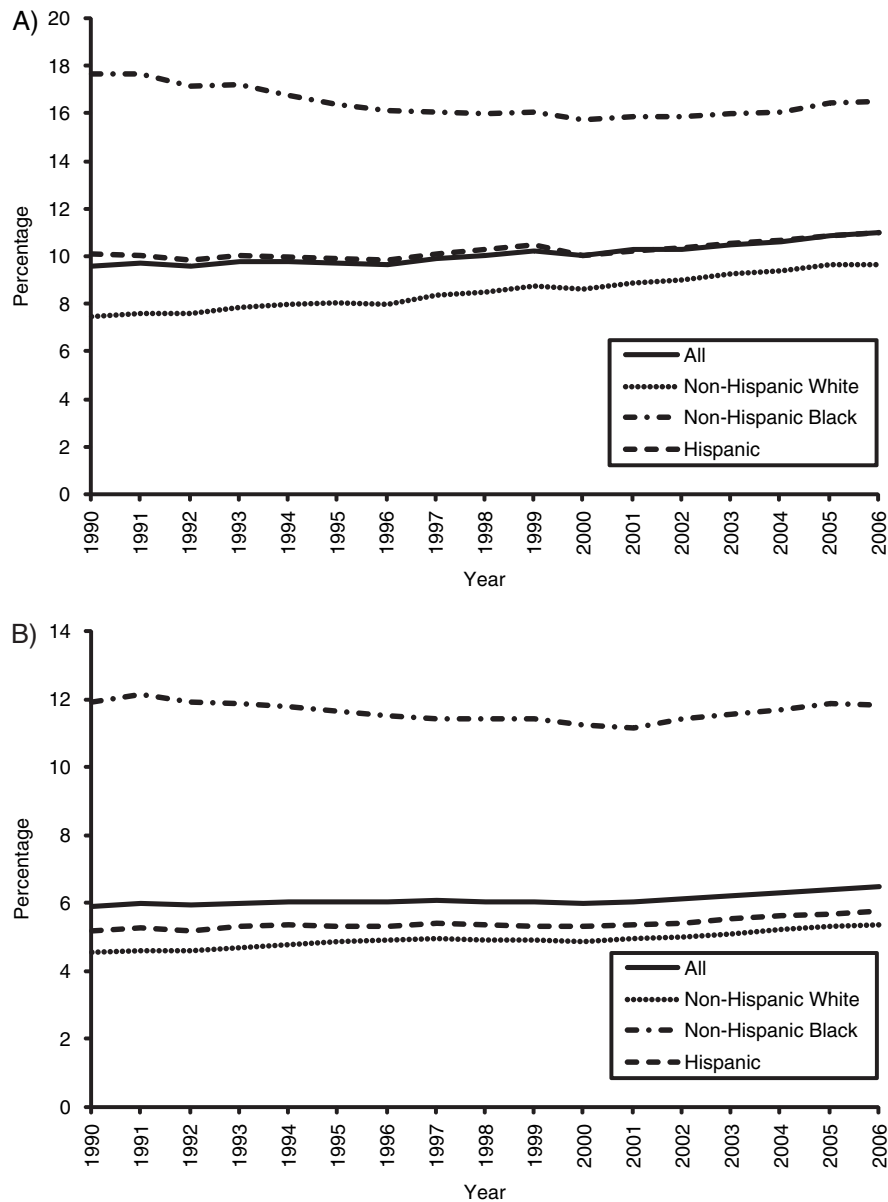 A)
20
18
16
14
12
10
8
6
4
2
0
Percentage
All
Non-Hispanic White
Non-Hispanic Black
Hispanic
1990 1991 1992 1993 1994 1995 1996 1997 1998 1999 2000 2001 2002 2003 2004 2005 2006
Year
B)
14
12
10
8
6
4
2
0
Percentage
All
Non-Hispanic White
Non-Hispanic Black
Hispanic
1990 1991 1992 1993 1994 1995 1996 1997 1998 1999 2000 2001 2002 2003 2004 2005 2006
Year